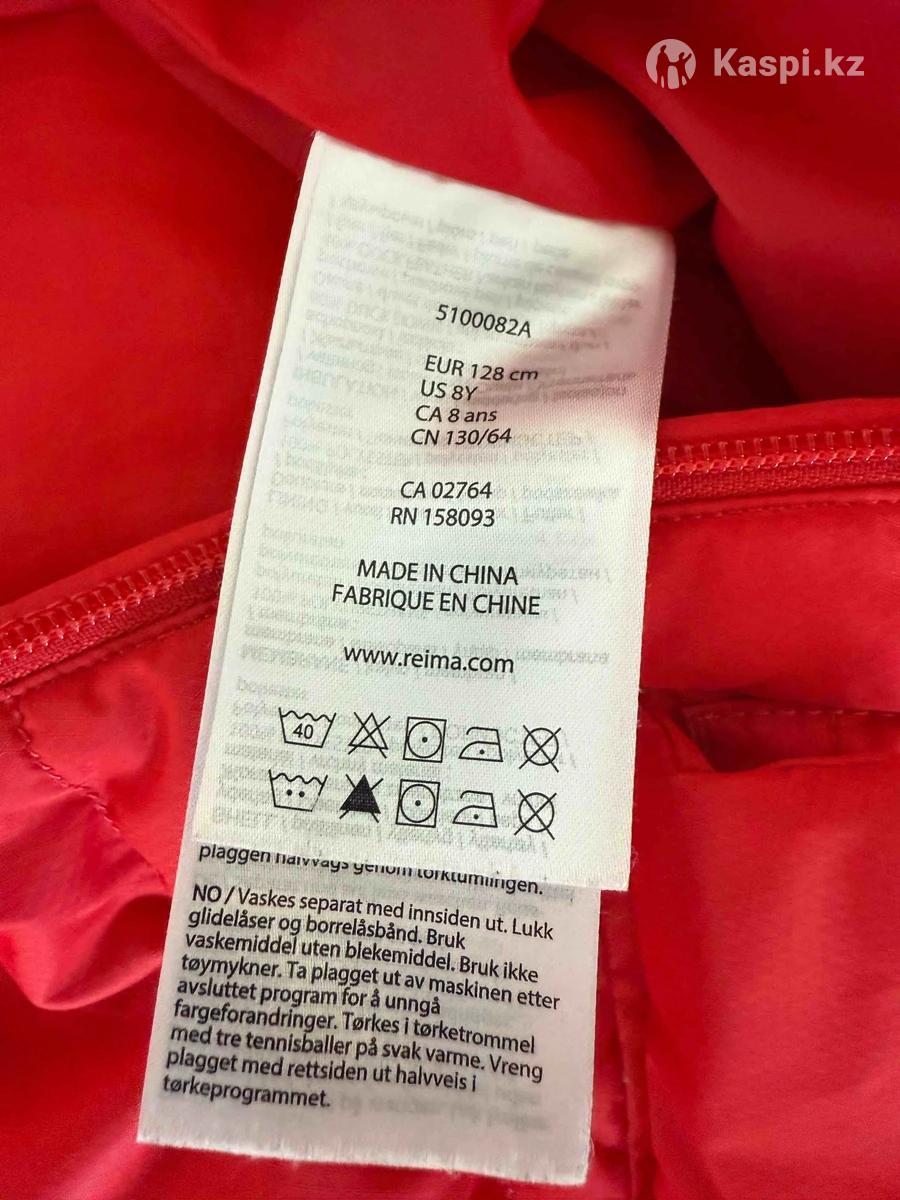 Kaspi.kz
5100082A
EUR 128 cm
US 8Y
CA 8 ans
CN 130/64
CA 02764
RN 158093
MADE IN CHINA
FABRIQUE EN CHINE
www.reima.com
40
plaggen halvvägs genom torktumlingen.
NO / Vaskes separat med innsiden ut. Lukk
glidelåser og borrelåsbånd. Bruk
vaskemiddel uten blekemiddel. Bruk ikke
tøymykner. Ta plagget ut av maskinen etter
avsluttet program for å unngå
fargeforandringer. Tørkes i tørketrommel
med tre tennisballer på svak varme. Vreng
plagget med rettsiden ut halvveis i
tørkeprogrammet.